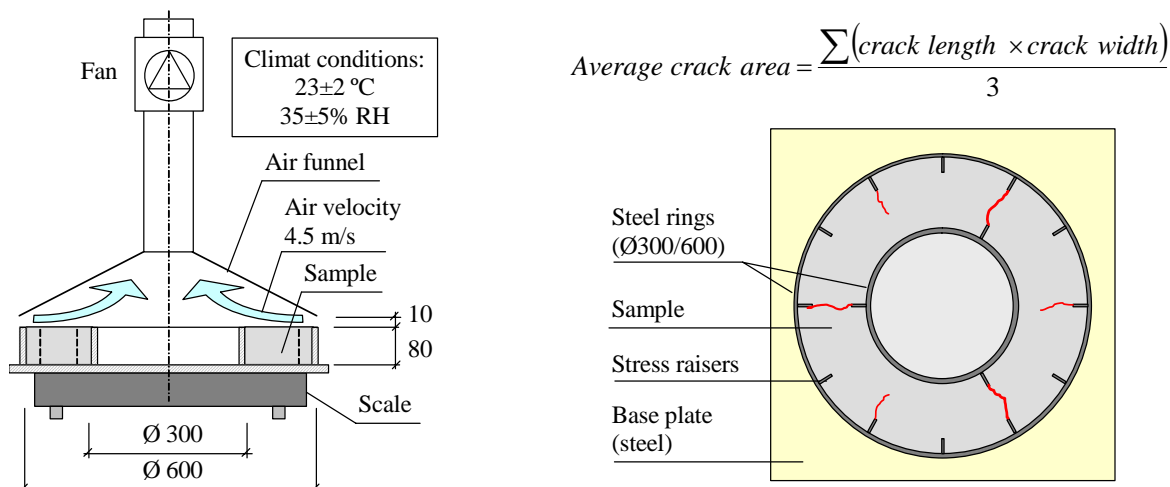 Fan
Climat conditions:
23±2 ºC
35±5% RH
Air funnel
Air velocity
4.5 m/s
Sample
10
80
Scale
Ø 300
Ø 600
Average crack area = ∑(crack length × crack width) / 3
Steel rings
(Ø300/600)
Sample
Stress raisers
Base plate
(steel)